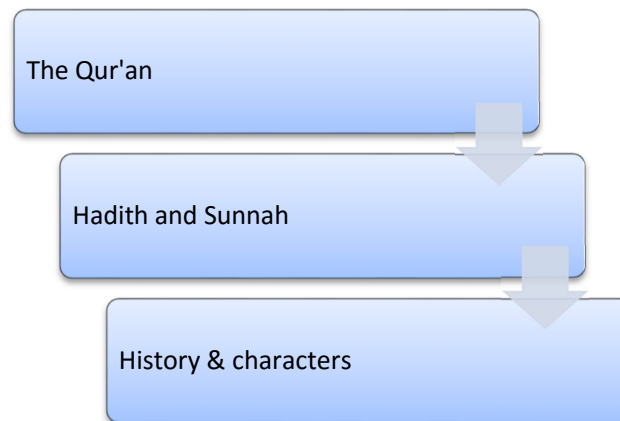 The Qur'an
Hadith and Sunnah
History & characters